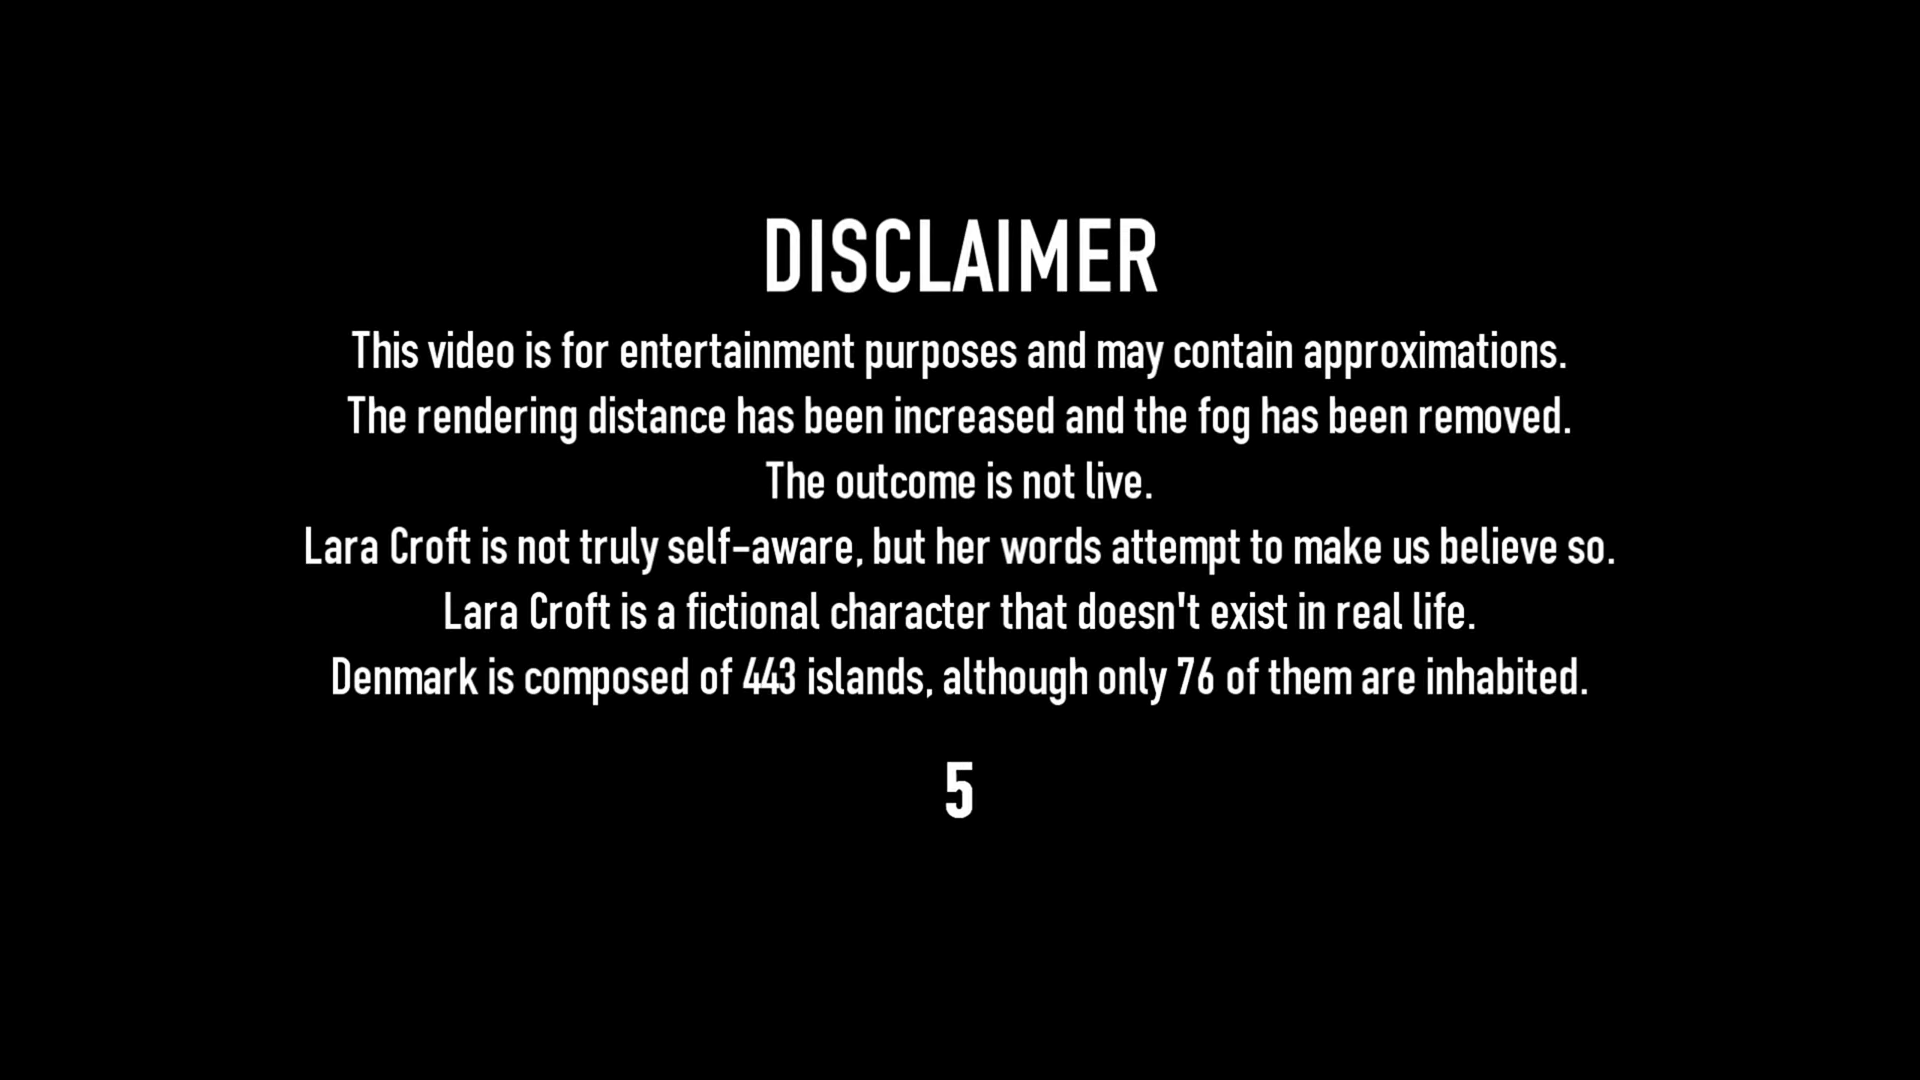 DISCLAIMER
This video is for entertainment purposes and may contain approximations.
The rendering distance has been increased and the fog has been removed.
The outcome is not live.
Lara Croft is not truly self-aware, but her words attempt to make us believe so.
Lara Croft is a fictional character that doesn't exist in real life.
Denmark is composed of 443 islands, although only 76 of them are inhabited.
5